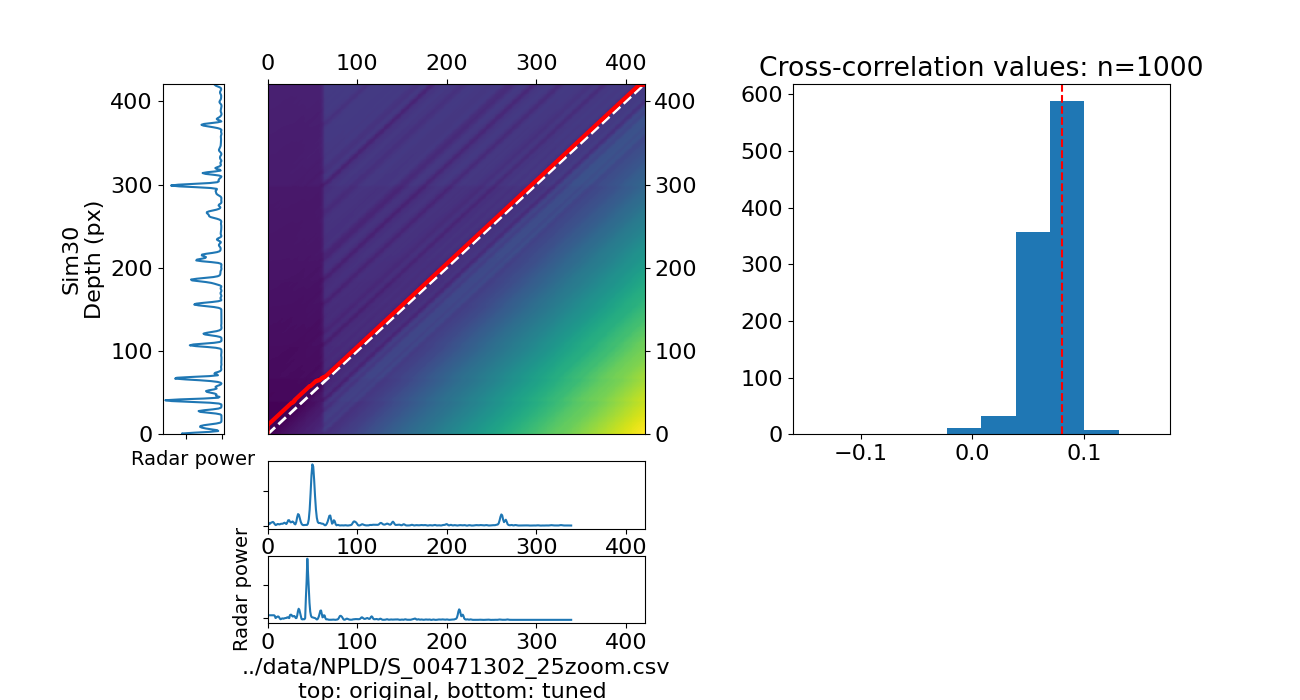 0 100 200 300 400
Cross-correlation values: n=1000
400
300
200
100
0
Sim30
Depth (px)
Radar power
400
300
200
100
0
600
500
400
300
200
100
0
−0.1 0.0 0.1
0 100 200 300 400
Radar power
0 100 200 300 400
../data/NPLD/S_00471302_25zoom.csv
top: original, bottom: tuned